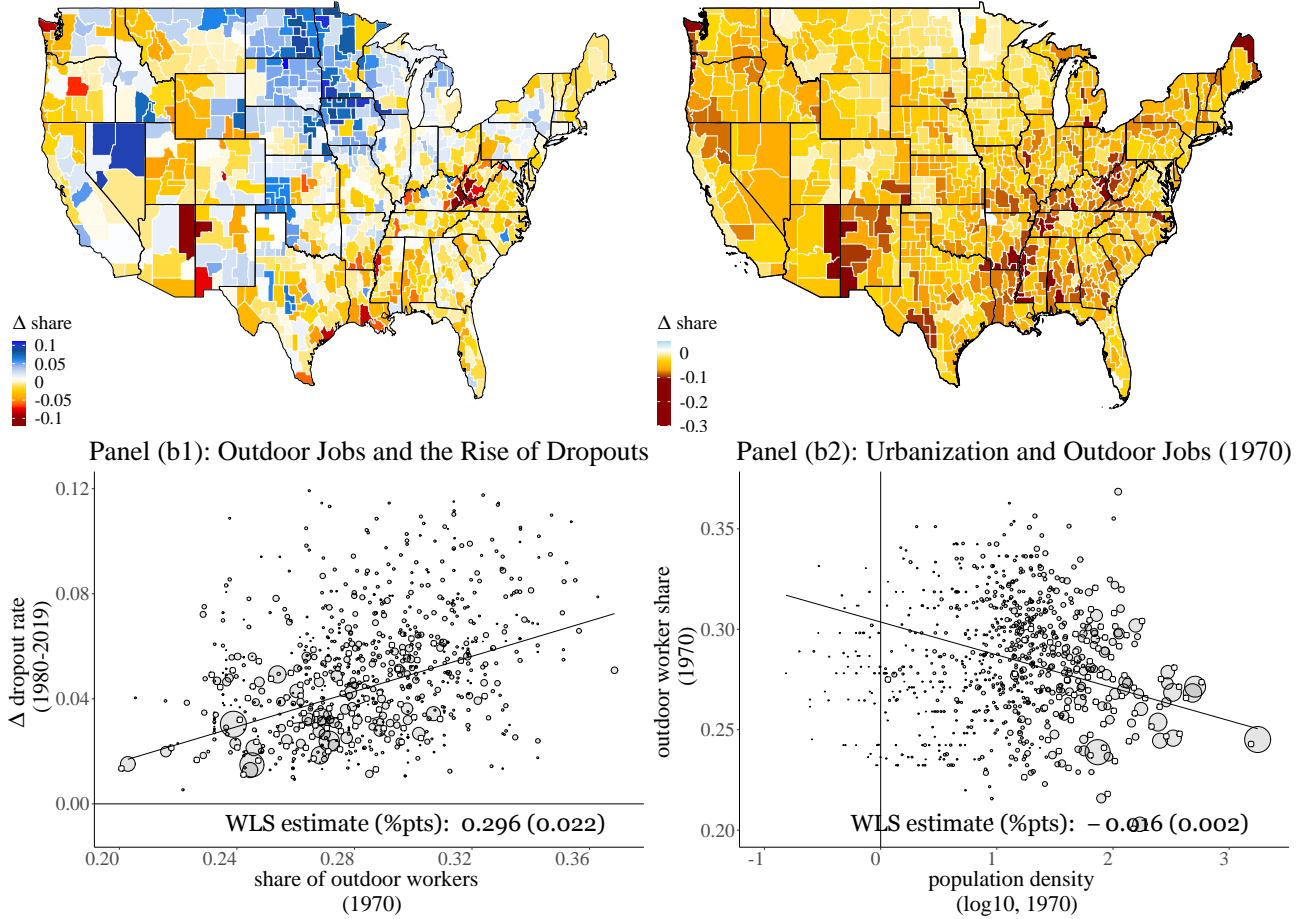 Δ share
0.1
0.05
0
-0.05
-0.1
Δ share
0
-0.1
-0.2
-0.3
Panel (b1): Outdoor Jobs and the Rise of Dropouts
0.12
0.08
0.04
0.00
Δ dropout rate
(1980-2019)
WLS estimate (%pts): 0.296 (0.022)
0.20 0.24 0.28 0.32 0.36
share of outdoor workers
(1970)
Panel (b2): Urbanization and Outdoor Jobs (1970)
0.35
0.30
0.25
0.20
outdoor worker share
(1970)
WLS estimate (%pts): −0.016 (0.002)
-1 0 1 2 3
population density
(log10, 1970)